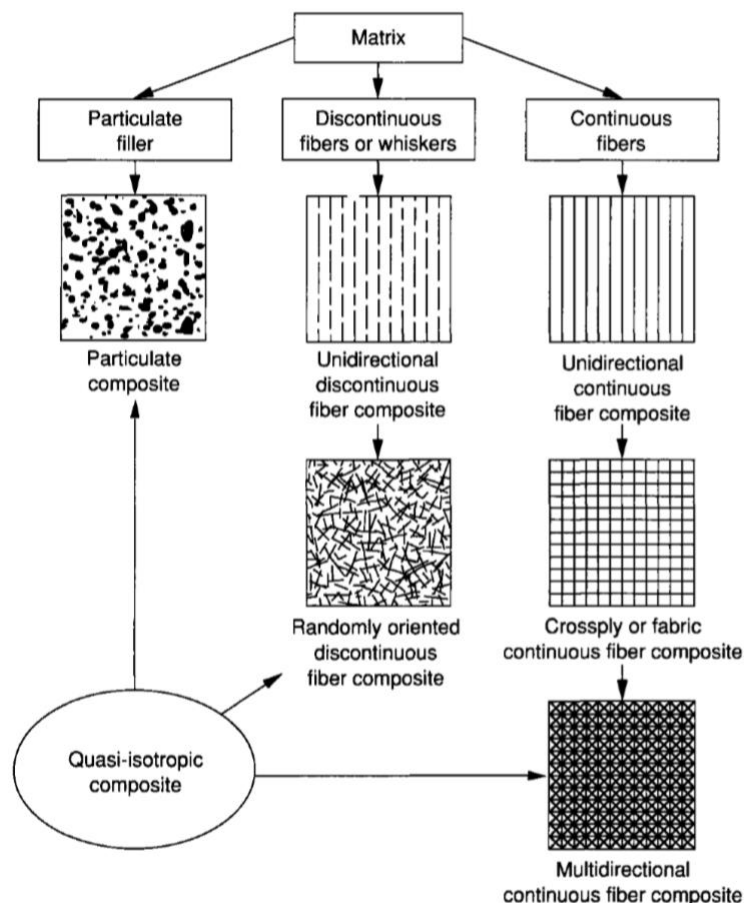 Matrix
Particulate
filler
Discontinuous
fibers or whiskers
Continuous
fibers
Particulate
composite
Unidirectional
discontinuous
fiber composite
Unidirectional
continuous
fiber composite
Randomly oriented
discontinuous
fiber composite
Crossply or fabric
continuous fiber composite
Quasi-isotropic
composite
Multidirectional
continuous fiber composite